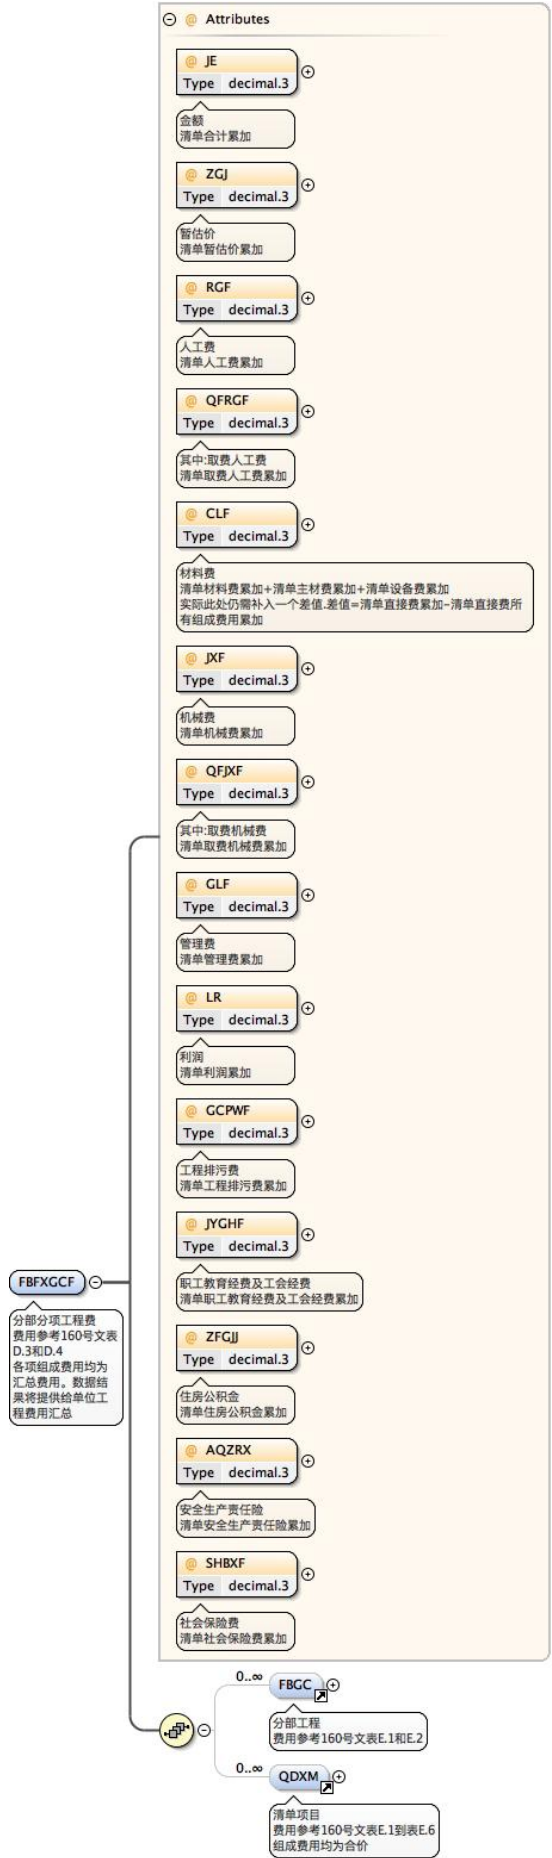 Attributes
@ JE
Type decimal.3
金额
清单合计累加
@ ZGJ
Type decimal.3
暂估价
清单暂估价累加
@ RGF
Type decimal.3
人工费
清单人工费累加
@ QFRGF
Type decimal.3
其中:取费人工费
清单取费人工费累加
@ CLF
Type decimal.3
材料费
清单材料费累加+清单主材费累加+清单设备费累加
实际此处仍需补入一个差值.差值=清单直接费累加-清单直接费所
有组成费用累加
@ JXF
Type decimal.3
机械费
清单机械费累加
@ QFJXF
Type decimal.3
其中:取费机械费
清单取费机械费累加
@ GLF
Type decimal.3
管理费
清单管理费累加
@ LR
Type decimal.3
利润
清单利润累加
@ GCPWF
Type decimal.3
工程排污费
清单工程排污费累加
@ JYGHF
Type decimal.3
职工教育经费及工会经费
清单职工教育经费及工会经费累加
@ ZFGJJ
Type decimal.3
住房公积金
清单住房公积金累加
@ AQZRX
Type decimal.3
安全生产责任险
清单安全生产责任险累加
@ SHBXF
Type decimal.3
社会保险费
清单社会保险费累加
FBFXGCF
分部分项工程费
费用参考160号文表
D.3和D.4
各项组成费用均为
汇总费用。数据结
果将提供给单位工
程费用汇总
0..∞
FBGC
分部工程
费用参考160号文表E.1和E.2
0..∞
QDXM
清单项目
费用参考160号文表E.1到表E.6
组成费用均为合价